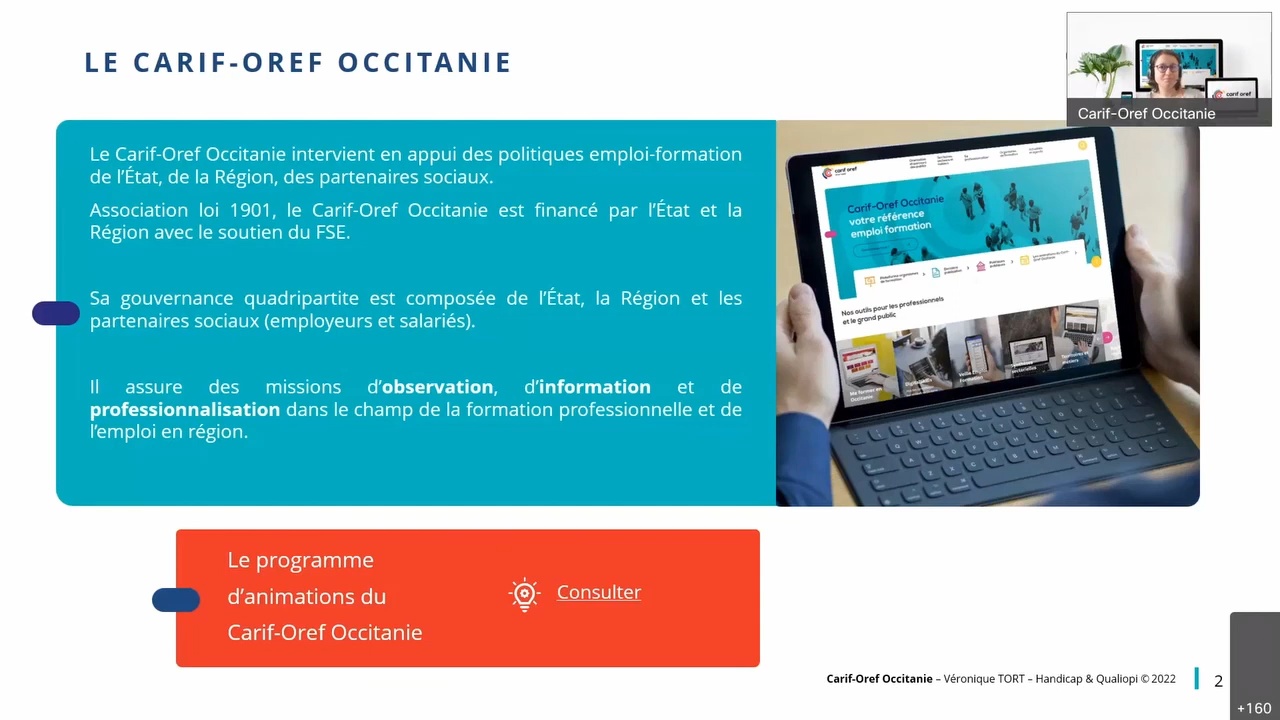 LE CARIF-OREF OCCITANIE
Carif-Oref Occitanie
Le Carif-Oref Occitanie intervient en appui des politiques emploi-formation
de l’État, de la Région, des partenaires sociaux.
Association loi 1901, le Carif-Oref Occitanie est financé par l’État et la
Région avec le soutien du FSE.
Sa gouvernance quadripartite est composée de l’État, la Région et les
partenaires sociaux (employeurs et salariés).
Il assure des missions d’observation, d’information et de
professionnalisation dans le champ de la formation professionnelle et de
l’emploi en région.
carif oref
Carif-Oref Occitanie
votre référence
emploi formation
Nos outils pour les professionnels
et le grand public
Le programme
d’animations du
Carif-Oref Occitanie
Consulter
Carif-Oref Occitanie – Véronique TORT – Handicap & Qualiopi © 2022
2
+160